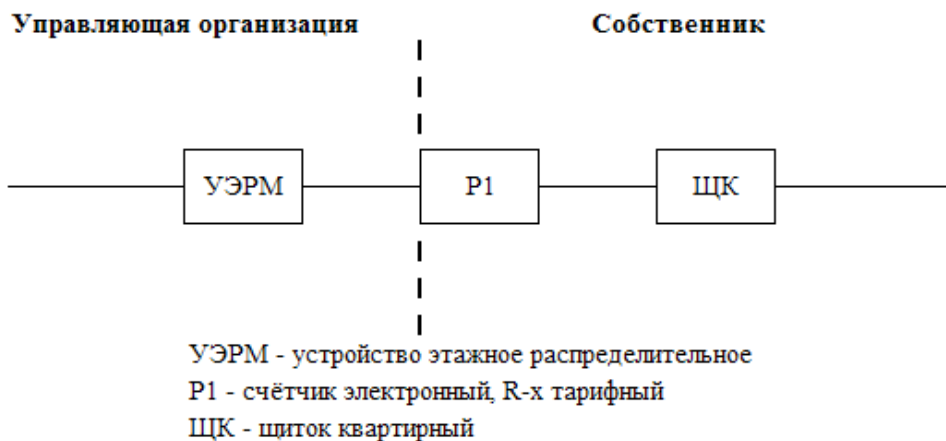 Управляющая организация
Собственник
УЭРМ
Р1
ЩК
УЭРМ - устройство этажное распределительное
Р1 - счётчик электронный, R-х тарифный
ЩК - щиток квартирный